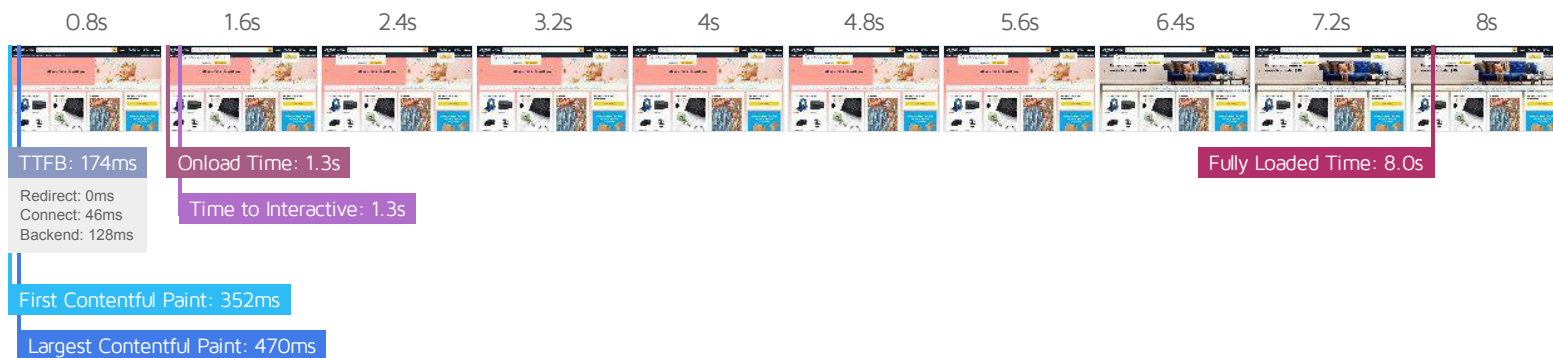 0.8s
1.6s
2.4s
3.2s
4s
4.8s
5.6s
6.4s
7.2s
8s
TTFB: 174ms
Redirect: 0ms
Connect: 46ms
Backend: 128ms
Onload Time: 1.3s
Time to Interactive: 1.3s
Fully Loaded Time: 8.0s
First Contentful Paint: 352ms
Largest Contentful Paint: 470ms